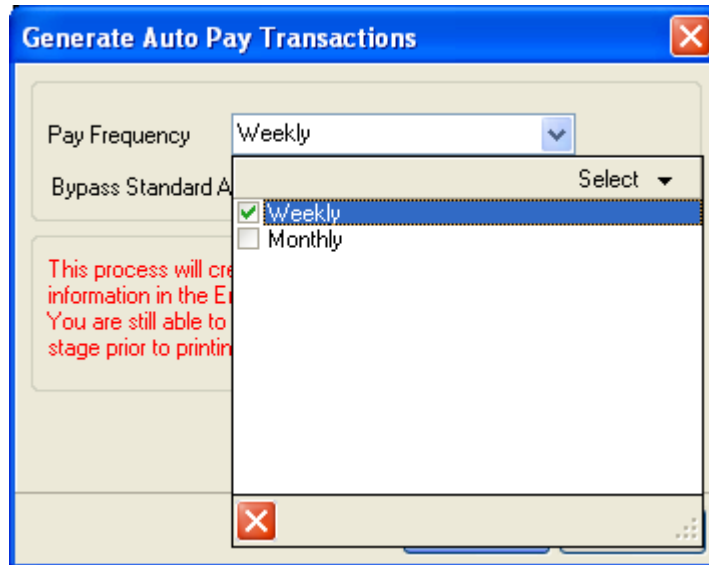 Generate Auto Pay Transactions
Pay Frequency Weekly
Select
Bypass Standard A
Weekly
Monthly
This process will cre
information in the E
You are still able to
stage prior to printin